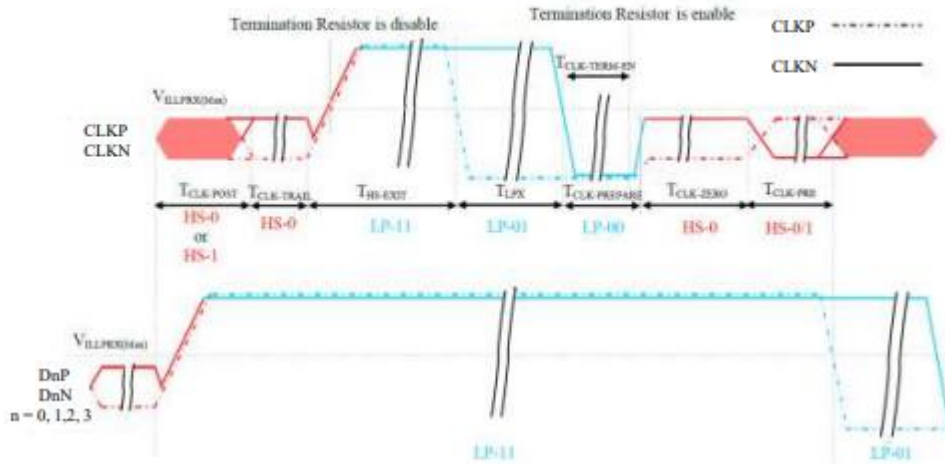 Termination Resistor is disable
Termination Resistor is enable
CLKP
CLKN
TCLK-TERM-EN
VILLPRX(Max)
CLKP
CLKN
TCLK-POST TCLK-TRAIL THS-EXIT TLPX TCLK-PREPARE TCLK-ZERO TCLK-PRE
HS-0 HS-0 LP-11 LP-01 LP-00 HS-0 HS-0/1
or
HS-1
VILLPRX(Max)
DnP
DnN
n = 0, 1,2, 3
LP-11
LP-01